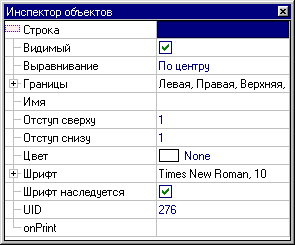 Инспектор объектов
Строка
Видимый
Выравнивание По центру
Границы Левая, Правая, Верхняя,
Имя
Отступ сверху 1
Отступ снизу 1
Цвет None
Шрифт Times New Roman, 10
Шрифт наследуется
UID 276
onPrint